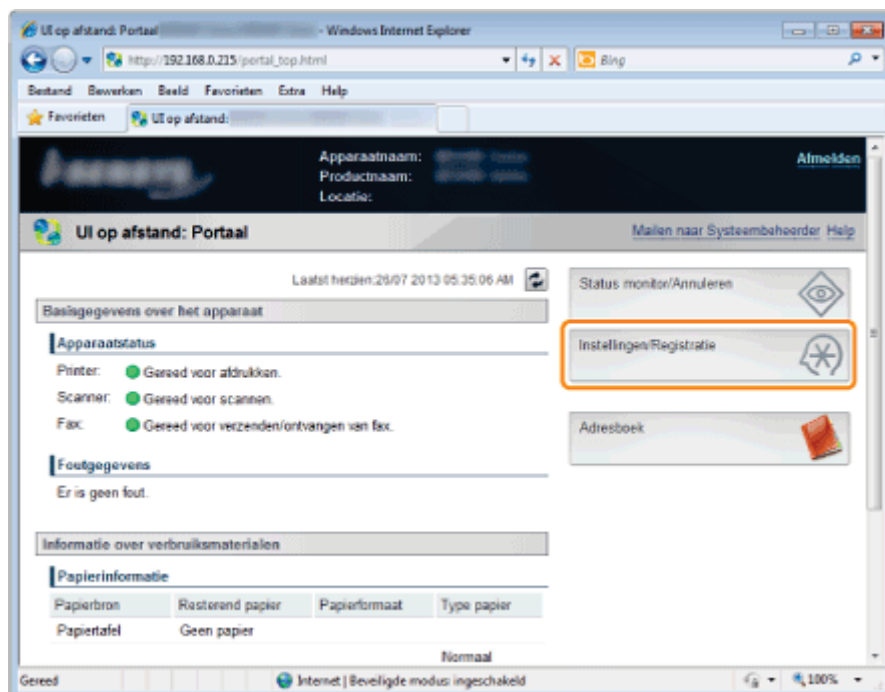 UI op afstand: Portaal - Windows Internet Explorer
http://192.168.0.215/portal_top.html
Bing
Bestand Bewerken Beeld Favorieten Extra Help
Favorieten UI op afstand:
Apparaatnaam:
Productnaam:
Locatie:
Afmelden
UI op afstand: Portaal
Mailen naar Systeembeheerder Help
Laatst herzien:26/07 2013 05:35:06 AM
Basisgegevens over het apparaat
Apparaatstatus
Printer: Gereed voor afdrukken.
Scanner: Gereed voor scannen.
Fax: Gereed voor verzenden/ontvangen van fax.
Foutgegevens
Er is geen fout.
Informatie over verbruiksmaterialen
Papierinformatie
Papierbron Resterend papier Papierformaat Type papier
Papiertafel Geen papier
Normaal
Status monitor/Annuleren
Instellingen/Registratie
Adresboek
Gereed Internet | Beveiligde modus: ingeschakeld 100%